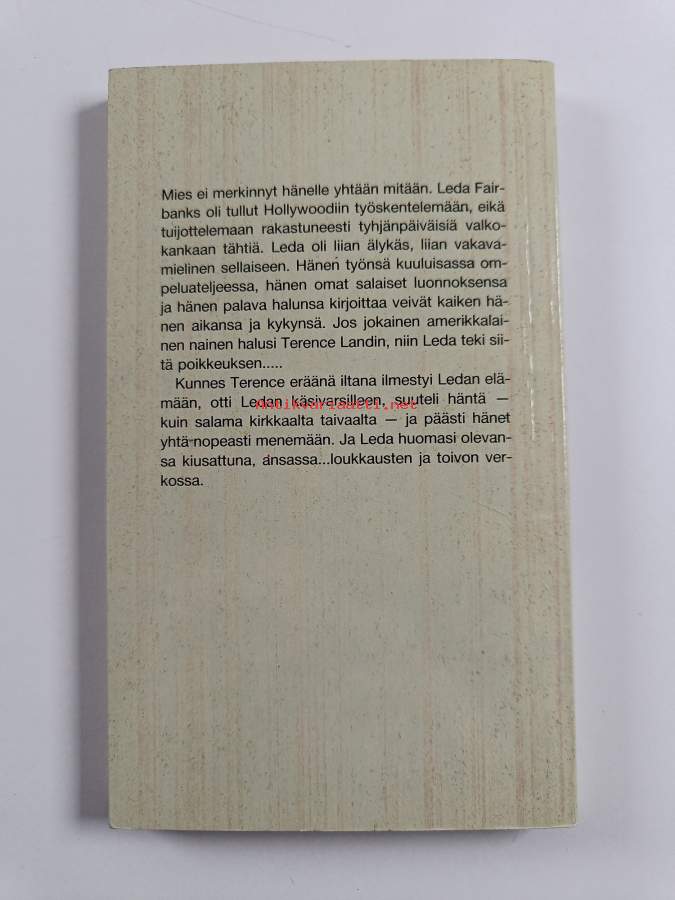 Mies ei merkinnyt hänelle yhtään mitään. Leda Fair-
banks oli tullut Hollywoodiin työskentelemään, eikä
tuijottelemaan rakastuneesti tyhjänpäiväisiä valko-
kankaan tähtiä. Leda oli liian älykäs, liian vakava-
mielinen sellaiseen. Hänen työnsä kuuluisassa om-
peluateljeessa, hänen omat salaiset luonnoksensa
ja hänen palava halunsa kirjoittaa veivät kaiken hä-
nen aikansa ja kykynsä. Jos jokainen amerikkalai-
nen nainen halusi Terence Landin, niin Leda teki sii-
tä poikkeuksen.....
Kunnes Terence eräänä iltana ilmestyi Ledan elä-
mään, otti Ledan käsivarsilleen, suuteli häntä —
Antikvariaatti.net
kuin salama kirkkaalta taivaalta — ja päästi hänet
yhtä nopeasti menemään. Ja Leda huomasi olevan-
sa kiusattuna, ansassa...loukkausten ja toivon ver-
kossa.